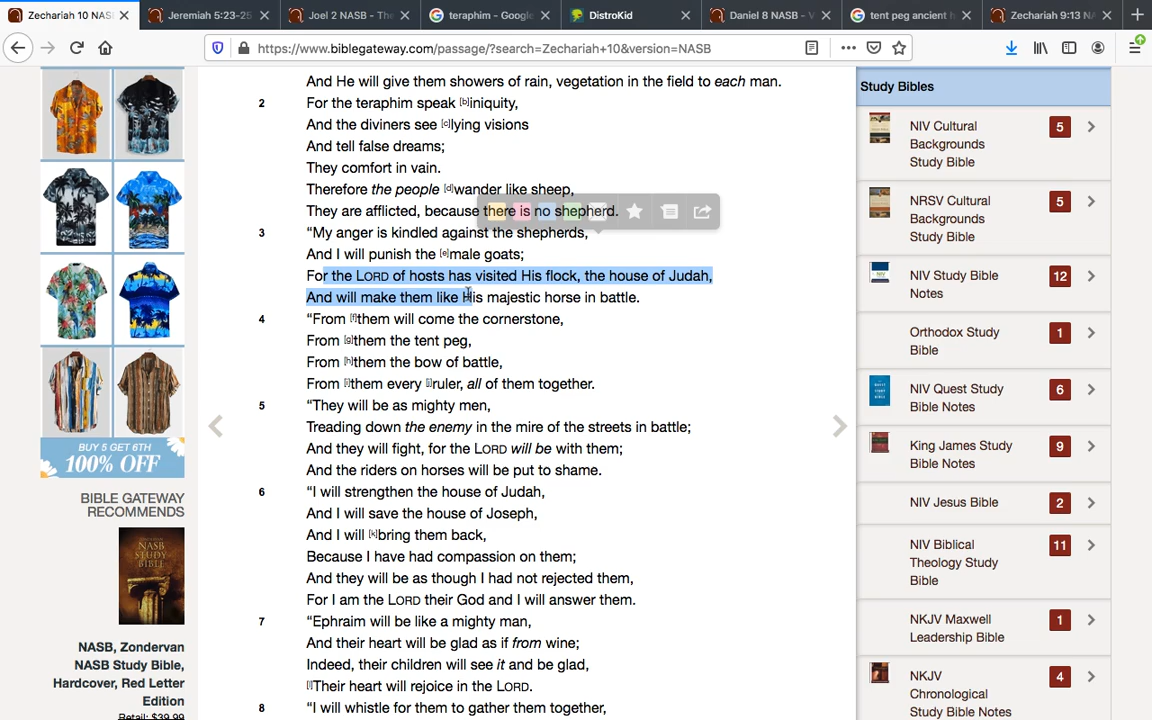 Zechariah 10 NASB
Jeremiah 5:23-25
Joel 2 NASB - The
teraphim - Google
DistroKid
Daniel 8 NASB - V
tent peg ancient h
Zechariah 9:13 NA
https://www.biblegateway.com/passage/?search=Zechariah+10&version=NASB
And He will give them showers of rain, vegetation in the field to each man.
2 For the teraphim speak [b]iniquity,
And the diviners see [c]lying visions
And tell false dreams;
They comfort in vain.
Therefore the people [d]wander like sheep,
They are afflicted, because there is no shepherd.
3 “My anger is kindled against the shepherds,
And I will punish the [e]male goats;
For the LORD of hosts has visited His flock, the house of Judah,
And will make them like His majestic horse in battle.
4 “From [f]them will come the cornerstone,
From [g]them the tent peg,
From [h]them the bow of battle,
From [i]them every [j]ruler, all of them together.
5 “They will be as mighty men,
Treading down the enemy in the mire of the streets in battle;
And they will fight, for the LORD will be with them;
And the riders on horses will be put to shame.
6 “I will strengthen the house of Judah,
And I will save the house of Joseph,
And I will [k]bring them back,
Because I have had compassion on them;
And they will be as though I had not rejected them,
For I am the LORD their God and I will answer them.
7 “Ephraim will be like a mighty man,
And their heart will be glad as if from wine;
Indeed, their children will see it and be glad,
[l]Their heart will rejoice in the LORD.
8 “I will whistle for them to gather them together,
BUY 5 GET 6TH
100% OFF
BIBLE GATEWAY
RECOMMENDS
NASB
STUDY
BIBLE
NASB, Zondervan
NASB Study Bible,
Hardcover, Red Letter
Edition
Retail: $39.99
Study Bibles
NIV Cultural
Backgrounds
Study Bible
5
NRSV Cultural
Backgrounds
Study Bible
5
NIV Study Bible
Notes
12
Orthodox Study
Bible
1
NIV Quest Study
Bible Notes
6
King James Study
Bible Notes
9
NIV Jesus Bible
2
NIV Biblical
Theology Study
Bible
11
NKJV Maxwell
Leadership Bible
1
NKJV
Chronological
Study Bible Notes
4